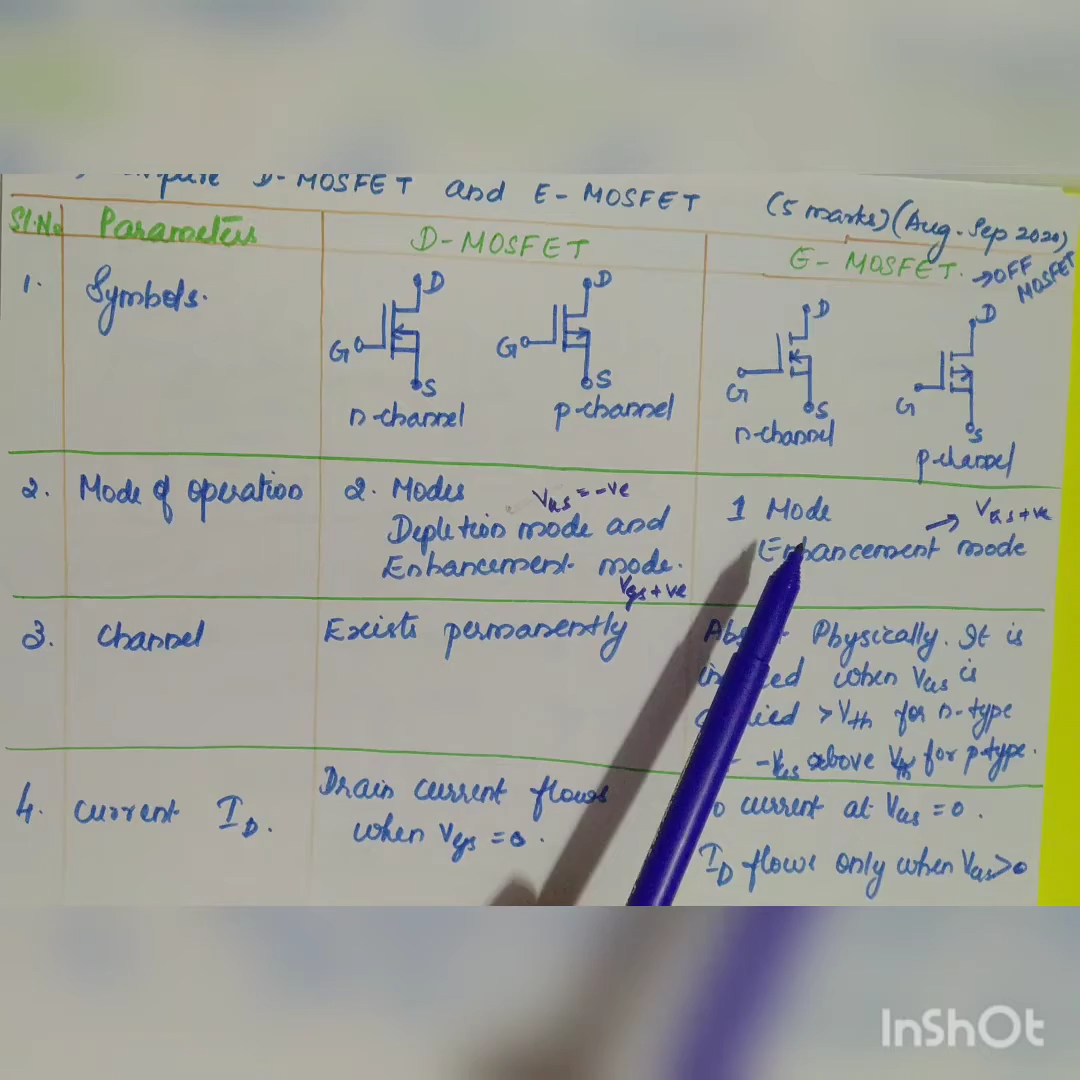 D-MOSFET and E-MOSFET (5 marks) (Aug-Sep 2020)
Sl.No Parameters D-MOSFET E-MOSFET. → OFF MOSFET
1. Symbols.
D D D D
G G G G
S S S S
n-channel p-channel n-channel p-channel
2. Mode of operation
2. Modes VGS = -ve
Depletion mode and
Enhancement mode.
Vgs +ve
1 Mode → VGS +ve
Enhancement mode
3. Channel
Exists permanently
Physically. It is
when VGS is
> Vth for n-type
-VGS above Vth for p-type.
4. Current ID.
Drain current flows
when Vgs = 0.
current at VGS = 0.
ID flows only when VGS > 0
InShOt